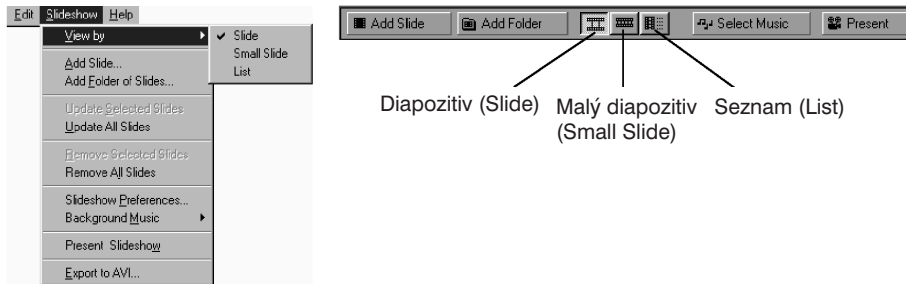 Edit Slideshow Help
View by
Slide
Small Slide
List
Add Slide...
Add Folder of Slides...
Update Selected Slides
Update All Slides
Remove Selected Slides
Remove All Slides
Slideshow Preferences...
Background Music
Present Slideshow
Export to AVI...
Add Slide Add Folder Select Music Present
Diapozitiv (Slide)
Malý diapozitiv
(Small Slide)
Seznam (List)